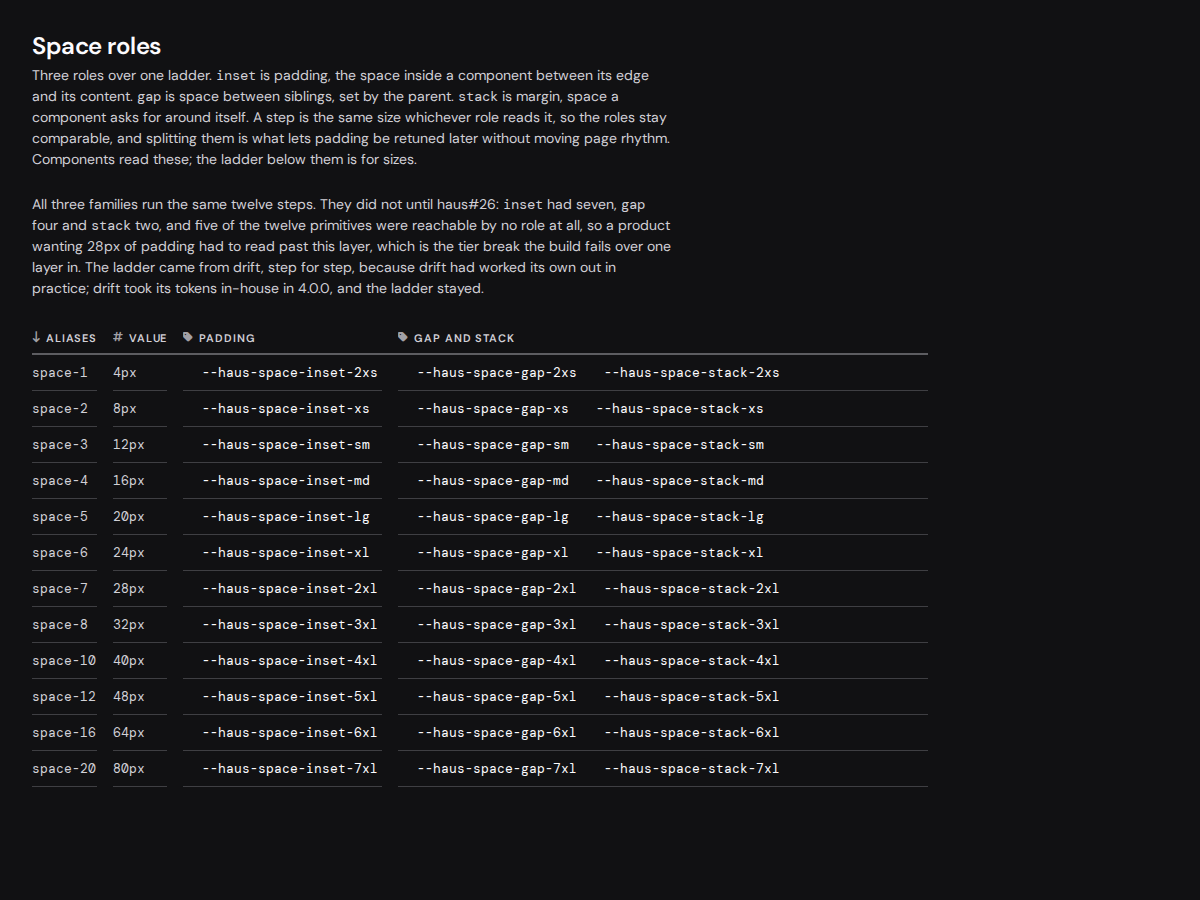 Space roles
Three roles over one ladder. inset is padding, the space inside a component between its edge
and its content. gap is space between siblings, set by the parent. stack is margin, space a
component asks for around itself. A step is the same size whichever role reads it, so the roles stay
comparable, and splitting them is what lets padding be retuned later without moving page rhythm.
Components read these; the ladder below them is for sizes.
All three families run the same twelve steps. They did not until haus#26: inset had seven, gap
four and stack two, and five of the twelve primitives were reachable by no role at all, so a product
wanting 28px of padding had to read past this layer, which is the tier break the build fails over one
layer in. The ladder came from drift, step for step, because drift had worked its own out in
practice; drift took its tokens in-house in 4.0.0, and the ladder stayed.
↓ ALIASES # VALUE PADDING GAP AND STACK
space-1 4px --haus-space-inset-2xs --haus-space-gap-2xs --haus-space-stack-2xs
space-2 8px --haus-space-inset-xs --haus-space-gap-xs --haus-space-stack-xs
space-3 12px --haus-space-inset-sm --haus-space-gap-sm --haus-space-stack-sm
space-4 16px --haus-space-inset-md --haus-space-gap-md --haus-space-stack-md
space-5 20px --haus-space-inset-lg --haus-space-gap-lg --haus-space-stack-lg
space-6 24px --haus-space-inset-xl --haus-space-gap-xl --haus-space-stack-xl
space-7 28px --haus-space-inset-2xl --haus-space-gap-2xl --haus-space-stack-2xl
space-8 32px --haus-space-inset-3xl --haus-space-gap-3xl --haus-space-stack-3xl
space-10 40px --haus-space-inset-4xl --haus-space-gap-4xl --haus-space-stack-4xl
space-12 48px --haus-space-inset-5xl --haus-space-gap-5xl --haus-space-stack-5xl
space-16 64px --haus-space-inset-6xl --haus-space-gap-6xl --haus-space-stack-6xl
space-20 80px --haus-space-inset-7xl --haus-space-gap-7xl --haus-space-stack-7xl